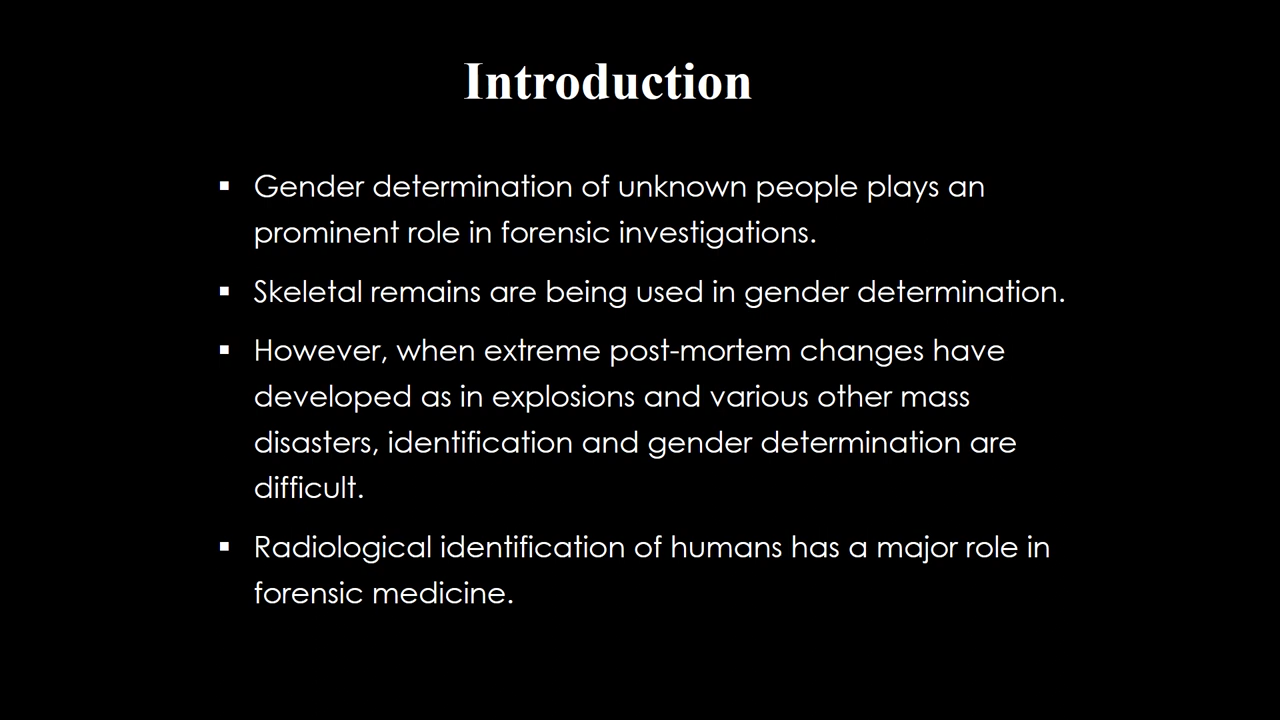 Introduction
▪ Gender determination of unknown people plays an
prominent role in forensic investigations.
▪ Skeletal remains are being used in gender determination.
▪ However, when extreme post-mortem changes have
developed as in explosions and various other mass
disasters, identification and gender determination are
difficult.
▪ Radiological identification of humans has a major role in
forensic medicine.